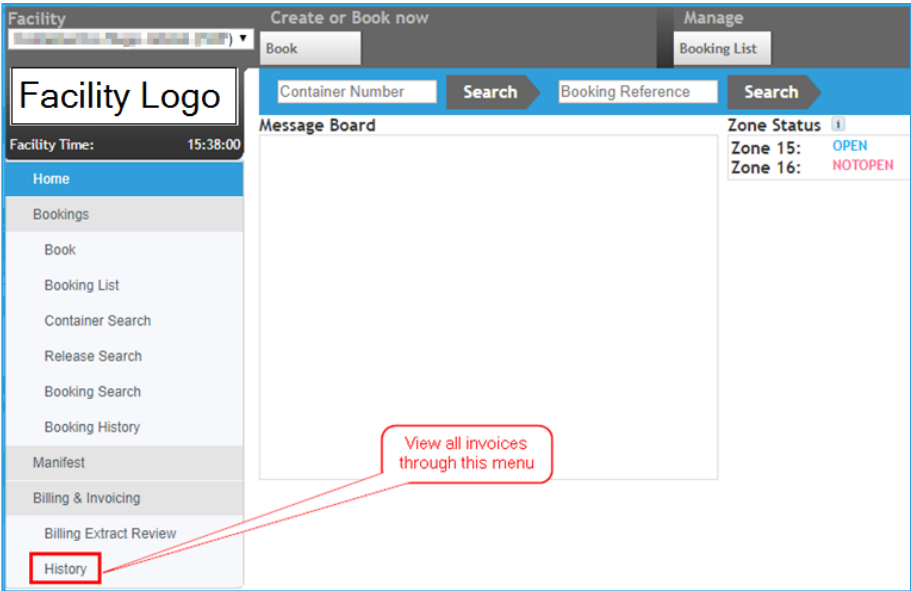 Facility
Create or Book now
Manage
Book
Booking List
Facility Logo
Container Number
Search
Booking Reference
Search
Facility Time: 15:38:00
Message Board
Zone Status
Zone 15: OPEN
Zone 16: NOTOPEN
Home
Bookings
Book
Booking List
Container Search
Release Search
Booking Search
Booking History
Manifest
Billing & Invoicing
Billing Extract Review
History
View all invoices
through this menu